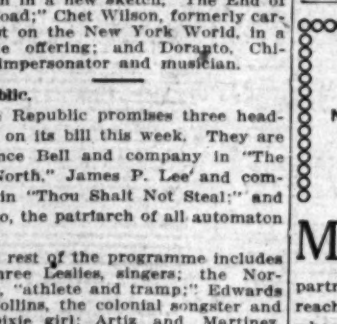 in a new sketch, "The End of
oad;" Chet Wilson, formerly car-
t on the New York World, in a
e offering; and Doranto, Chi-
impersonator and musician.
blic.
Republic promises three head-
on its bill this week. They are
nce Bell and company in "The
North," James P. Lee and com-
in "Thou Shalt Not Steal;" and
o, the patriarch of all automaton
rest of the programme includes
hree Leslies, singers; the Nor-
, "athlete and tramp;" Edwards
ollins, the colonial songster and
ixie girl; Artiz and Martinez,
M
partn
reach